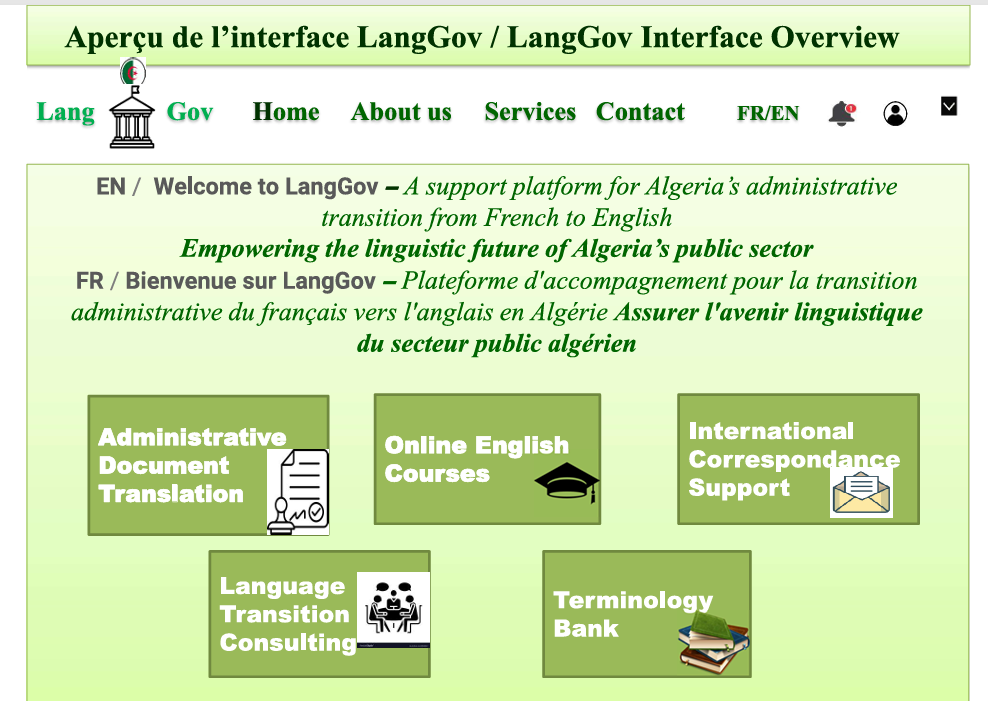 Aperçu de l’interface LangGov / LangGov Interface Overview
Lang Gov Home About us Services Contact FR/EN 1
EN / Welcome to LangGov – A support platform for Algeria’s administrative
transition from French to English
Empowering the linguistic future of Algeria’s public sector
FR / Bienvenue sur LangGov – Plateforme d'accompagnement pour la transition
administrative du français vers l'anglais en Algérie Assurer l'avenir linguistique
du secteur public algérien
Administrative
Document
Translation
Online English
Courses
International
Correspondance
Support
Language
Transition
Consulting
Terminology
Bank